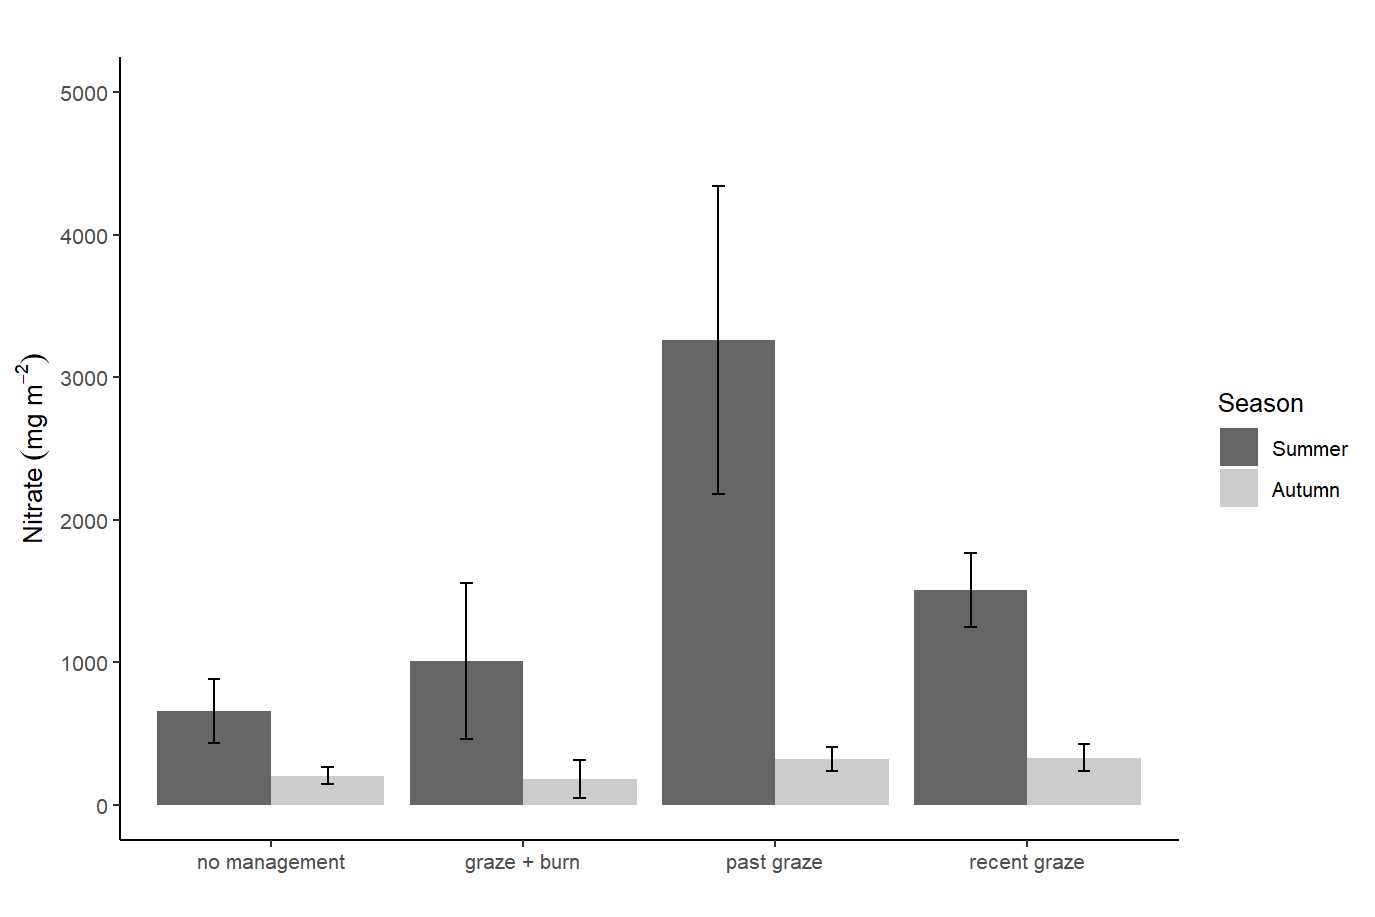 5000
4000
3000
2000
1000
0
Nitrate (mg m⁻²)
no management
graze + burn
past graze
recent graze
Season
Summer
Autumn